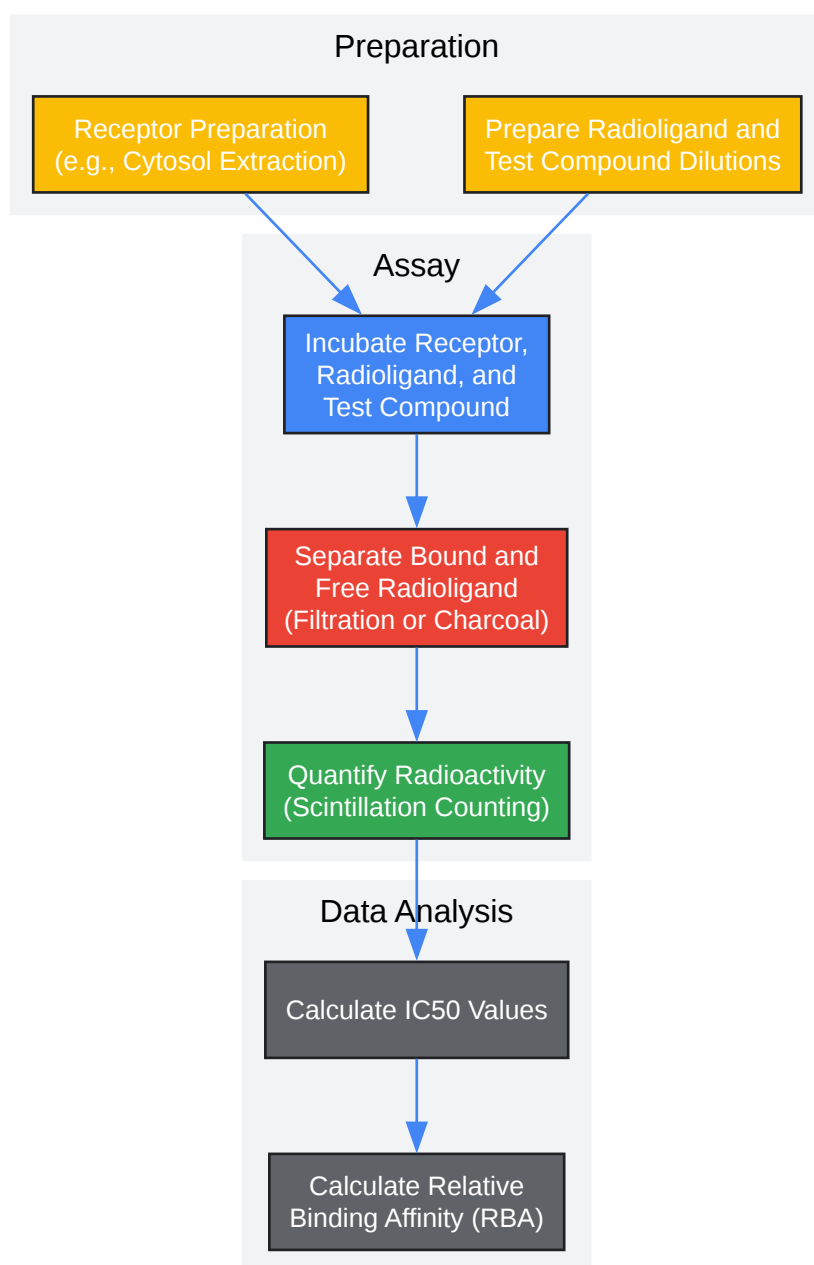 Preparation
Receptor Preparation
(e.g., Cytosol Extraction)
Prepare Radioligand and
Test Compound Dilutions
Assay
Incubate Receptor,
Radioligand, and
Test Compound
Separate Bound and
Free Radioligand
(Filtration or Charcoal)
Quantify Radioactivity
(Scintillation Counting)
Data Analysis
Calculate IC50 Values
Calculate Relative
Binding Affinity (RBA)